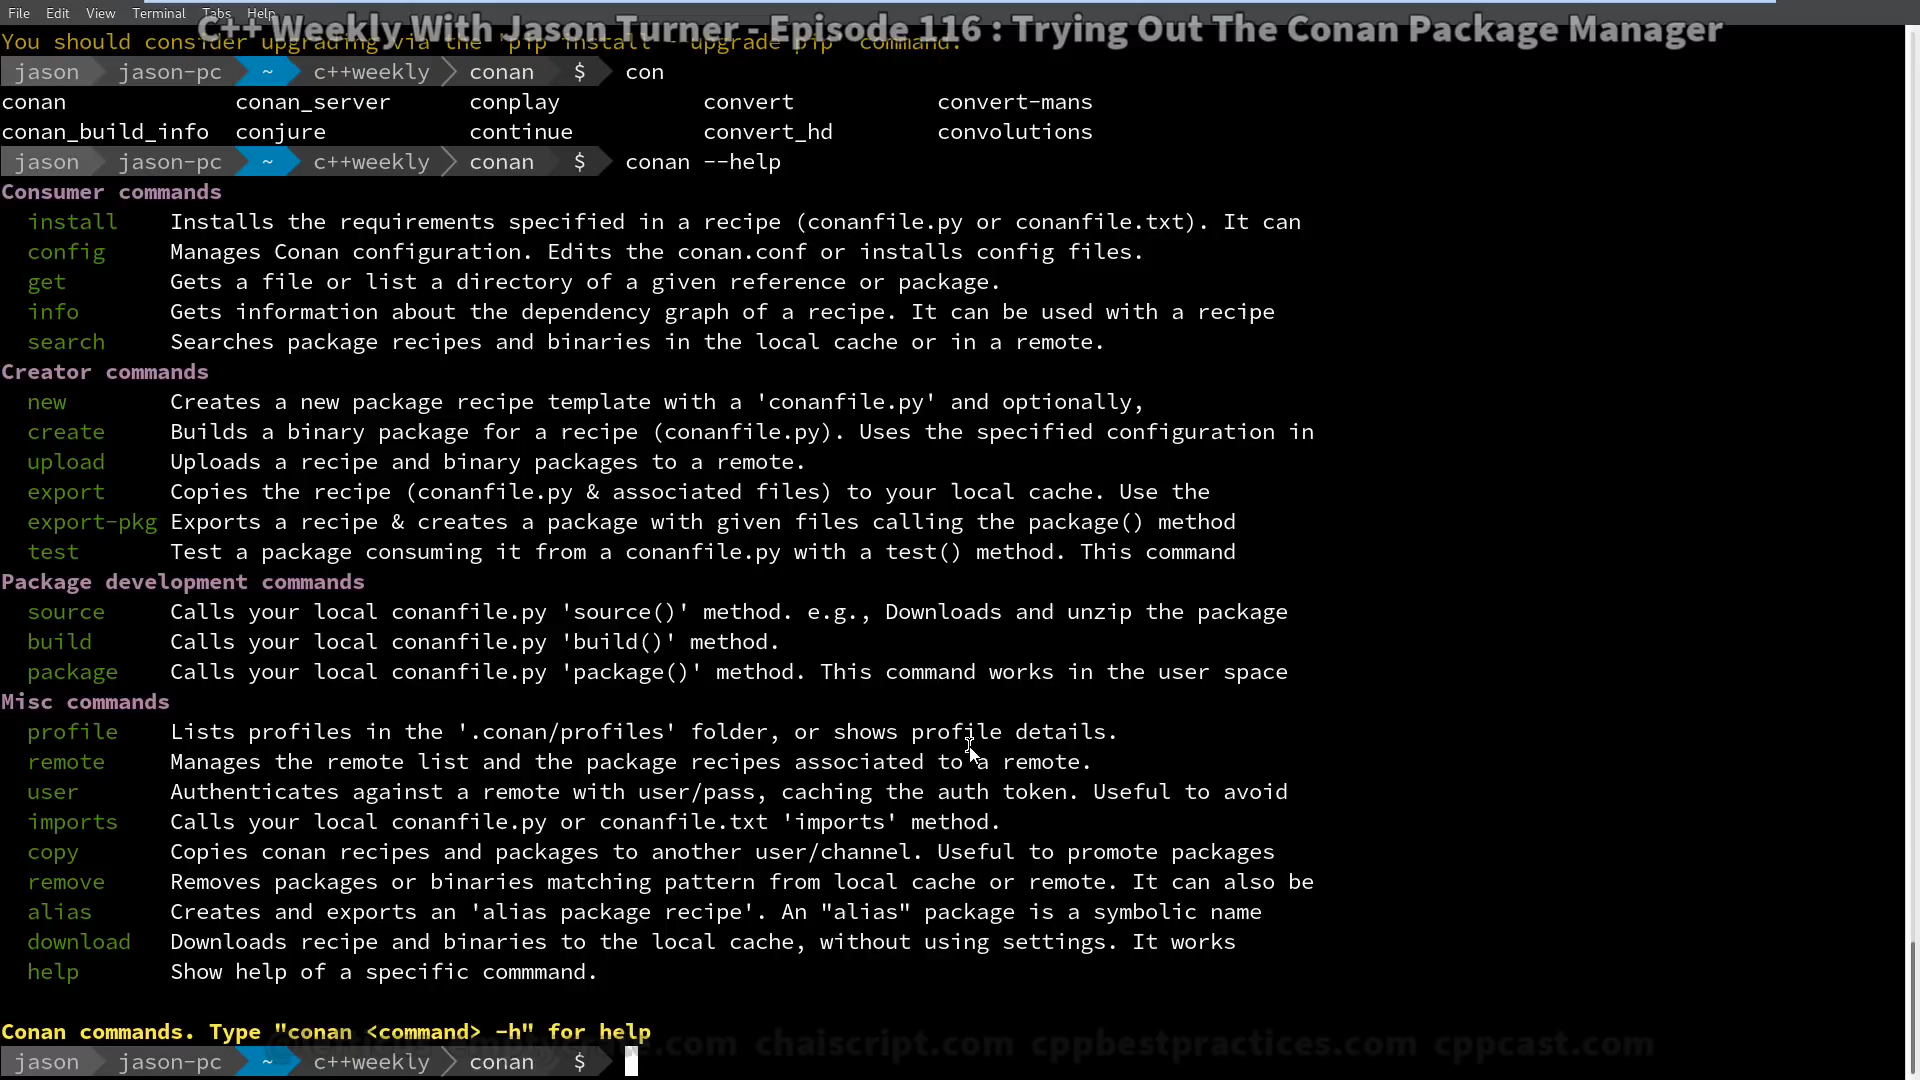 File Edit View Terminal Tabs Help
C++ Weekly With Jason Turner - Episode 116 : Trying Out The Conan Package Manager
You should consider upgrading via the 'pip install --upgrade pip' command.
jason jason-pc ~ c++weekly conan $ con
conan conan_server conplay convert convert-mans
conan_build_info conjure continue convert_hd convolutions
jason jason-pc ~ c++weekly conan $ conan --help
Consumer commands
install Installs the requirements specified in a recipe (conanfile.py or conanfile.txt). It can
config Manages Conan configuration. Edits the conan.conf or installs config files.
get Gets a file or list a directory of a given reference or package.
info Gets information about the dependency graph of a recipe. It can be used with a recipe
search Searches package recipes and binaries in the local cache or in a remote.
Creator commands
new Creates a new package recipe template with a 'conanfile.py' and optionally,
create Builds a binary package for a recipe (conanfile.py). Uses the specified configuration in
upload Uploads a recipe and binary packages to a remote.
export Copies the recipe (conanfile.py & associated files) to your local cache. Use the
export-pkg Exports a recipe & creates a package with given files calling the package() method
test Test a package consuming it from a conanfile.py with a test() method. This command
Package development commands
source Calls your local conanfile.py 'source()' method. e.g., Downloads and unzip the package
build Calls your local conanfile.py 'build()' method.
package Calls your local conanfile.py 'package()' method. This command works in the user space
Misc commands
profile Lists profiles in the '.conan/profiles' folder, or shows profile details.
remote Manages the remote list and the package recipes associated to a remote.
user Authenticates against a remote with user/pass, caching the auth token. Useful to avoid
imports Calls your local conanfile.py or conanfile.txt 'imports' method.
copy Copies conan recipes and packages to another user/channel. Useful to promote packages
remove Removes packages or binaries matching pattern from local cache or remote. It can also be
alias Creates and exports an 'alias package recipe'. An "alias" package is a symbolic name
download Downloads recipe and binaries to the local cache, without using settings. It works
help Show help of a specific commmand.
Conan commands. Type "conan <command> -h" for help
chaiscript.com cppbestpractices.com cppcast.com
jason jason-pc ~ c++weekly conan $